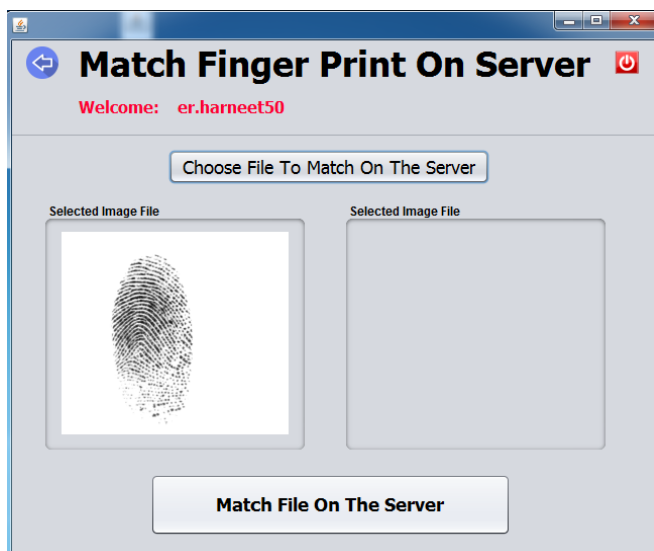 Match Finger Print On Server
Welcome: er.harneet50
Choose File To Match On The Server
Selected Image File
Selected Image File
Match File On The Server